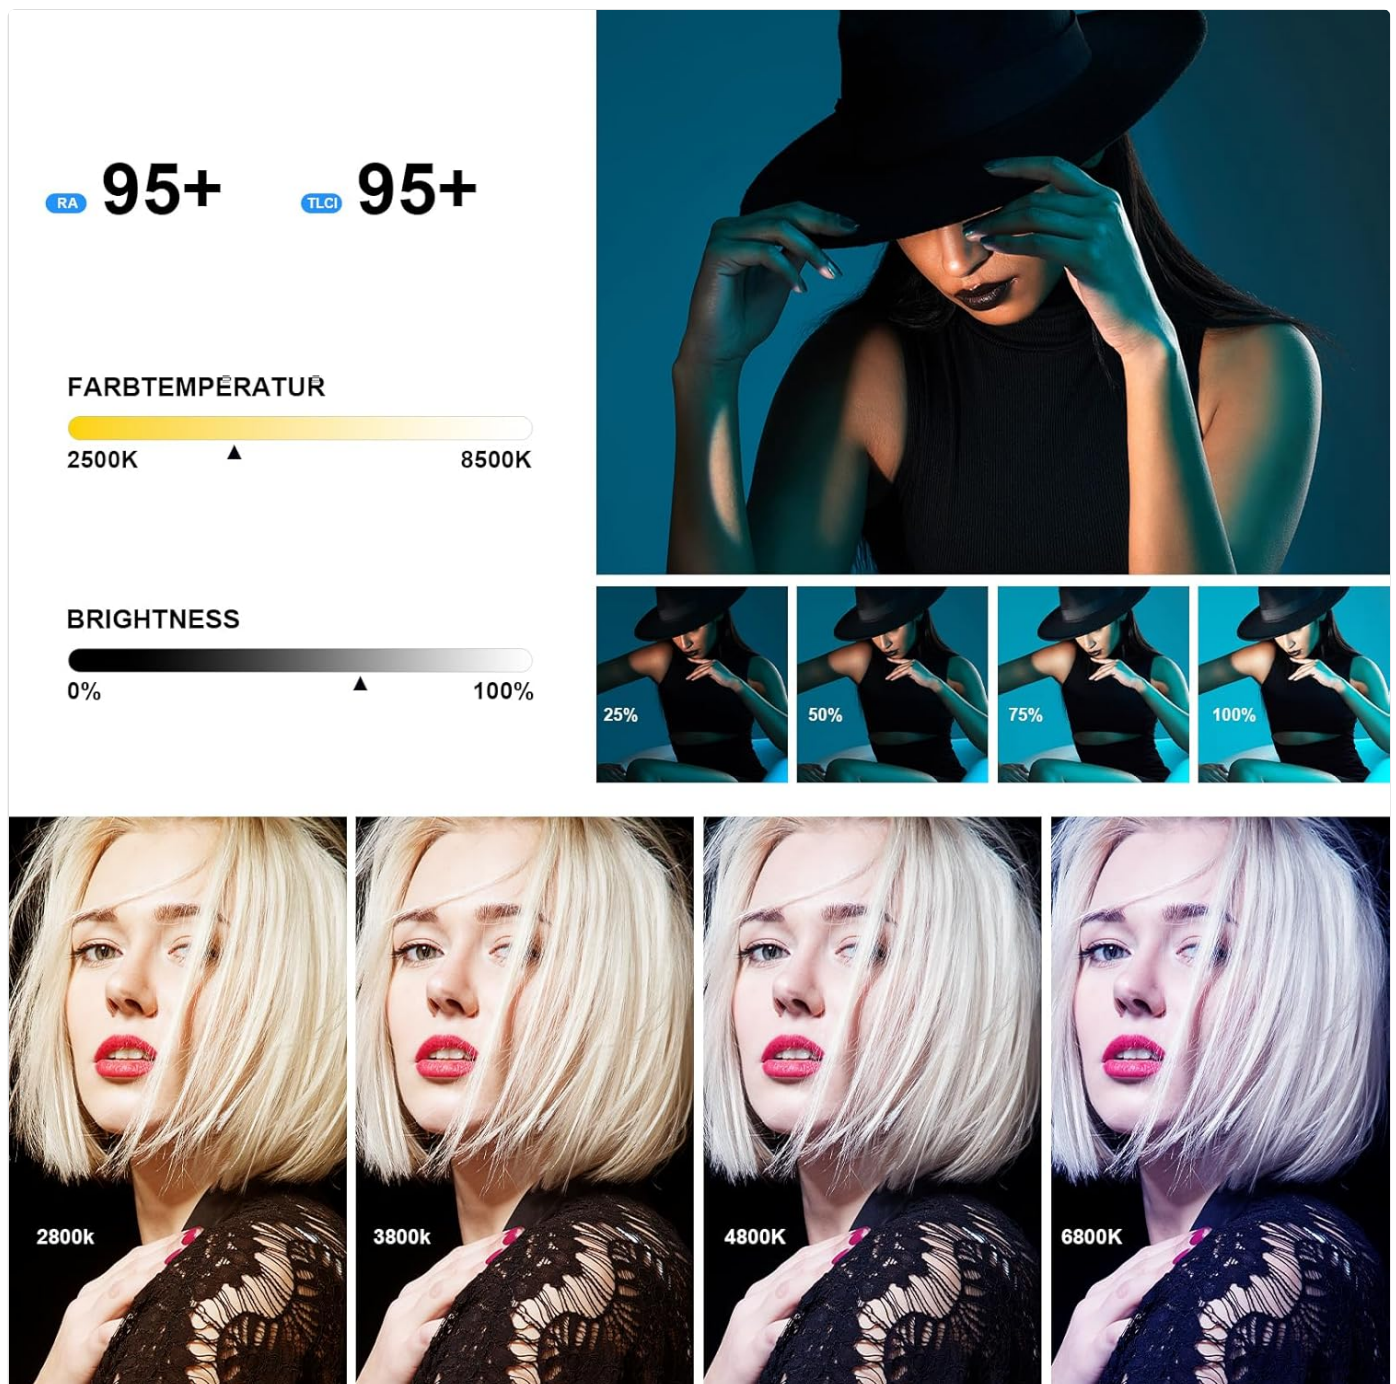 RA 95+ TLCI 95+
FARBTEMPERATUR
2500K 8500K
BRIGHTNESS
0% 100%
25% 50% 75% 100%
2800k 3800k 4800K 6800K